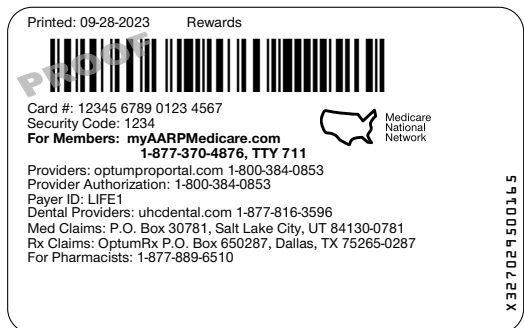 Printed: 09-28-2023 Rewards
PROOF
Card #: 12345 6789 0123 4567
Security Code: 1234
For Members: myAARPMedicare.com
1-877-370-4876, TTY 711
Medicare
National
Network
Providers: optumproportal.com 1-800-384-0853
Provider Authorization: 1-800-384-0853
Payer ID: LIFE1
Dental Providers: uhcdental.com 1-877-816-3596
Med Claims: P.O. Box 30781, Salt Lake City, UT 84130-0781
Rx Claims: OptumRx P.O. Box 650287, Dallas, TX 75265-0287
For Pharmacists: 1-877-889-6510
X32702950016S